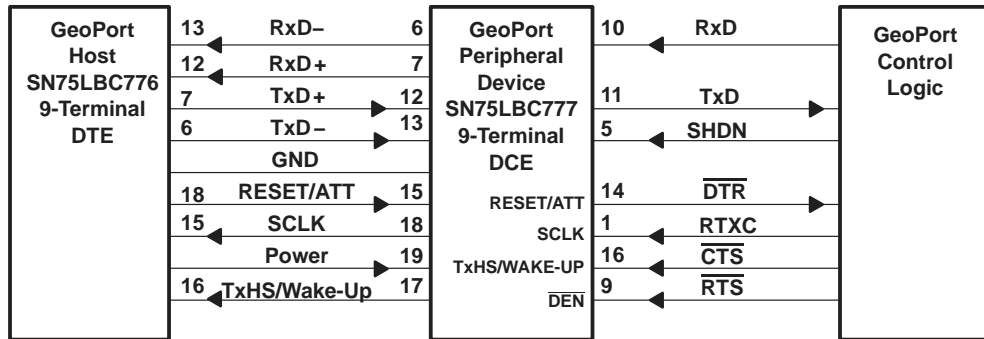 GeoPort
Host
SN75LBC776
9-Terminal
DTE
13 RxD– 6
12 RxD+ 7
7 TxD+ 12
6 TxD– 13
GND
18 RESET/ATT 15
15 SCLK 18
Power 19
16 TxHS/Wake-Up 17
GeoPort
Peripheral
Device
SN75LBC777
9-Terminal
DCE
RESET/ATT
SCLK
TxHS/WAKE-UP
DEN
10 RxD
11 TxD
5 SHDN
14 DTR
1 RTXC
16 CTS
9 RTS
GeoPort
Control
Logic